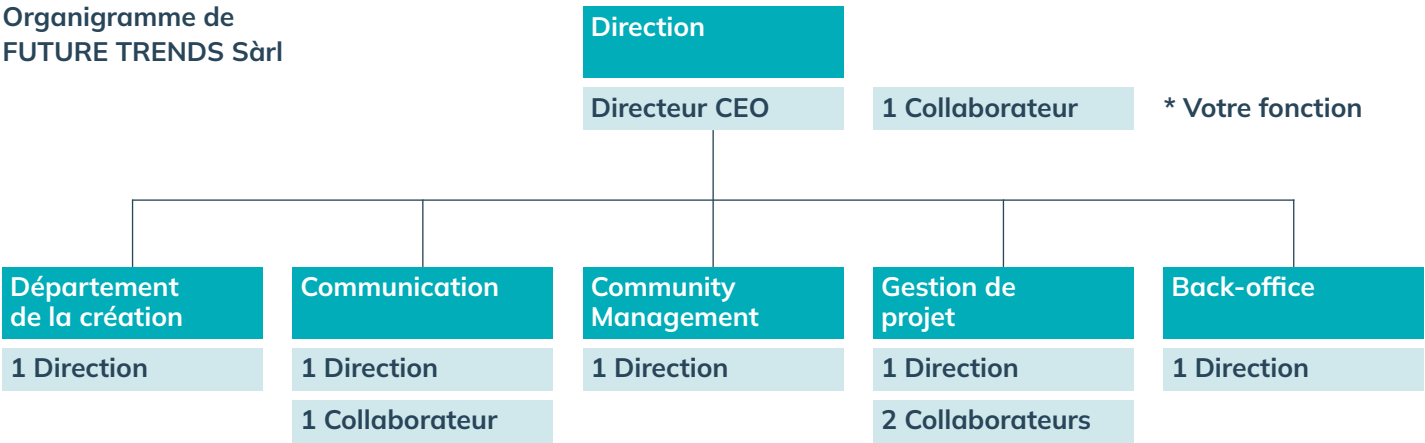 Organigramme de
FUTURE TRENDS Sàrl
Direction
Directeur CEO
1 Collaborateur
* Votre fonction
Département
de la création
1 Direction
Communication
1 Direction
1 Collaborateur
Community
Management
1 Direction
Gestion de
projet
1 Direction
2 Collaborateurs
Back-office
1 Direction